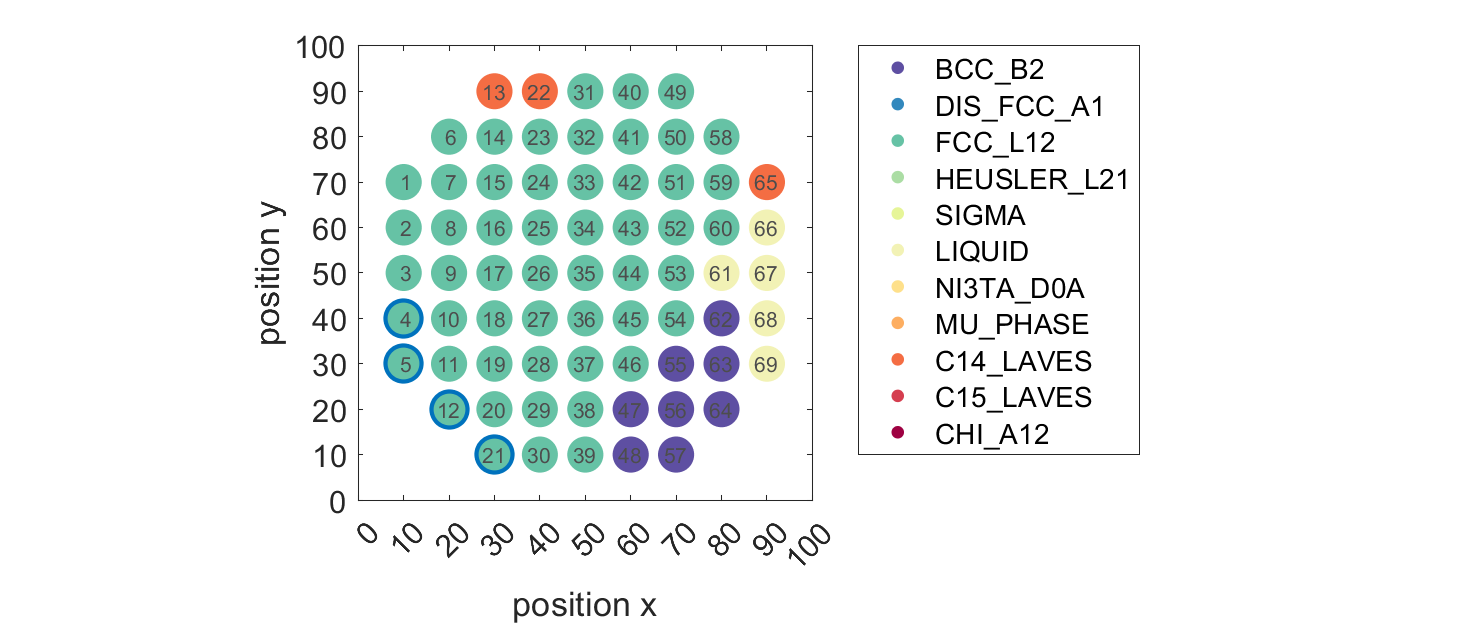 100
90
80
70
60
50
40
30
20
10
0
position y
13 22 31 40 49
6 14 23 32 41 50 58
1 7 15 24 33 42 51 59 65
2 8 16 25 34 43 52 60 66
3 9 17 26 35 44 53 61 67
4 10 18 27 36 45 54 62 68
5 11 19 28 37 46 55 63 69
12 20 29 38 47 56 64
21 30 39 48 57
0 10 20 30 40 50 60 70 80 90 100
position x
BCC_B2
DIS_FCC_A1
FCC_L12
HEUSLER_L21
SIGMA
LIQUID
NI3TA_D0A
MU_PHASE
C14_LAVES
C15_LAVES
CHI_A12